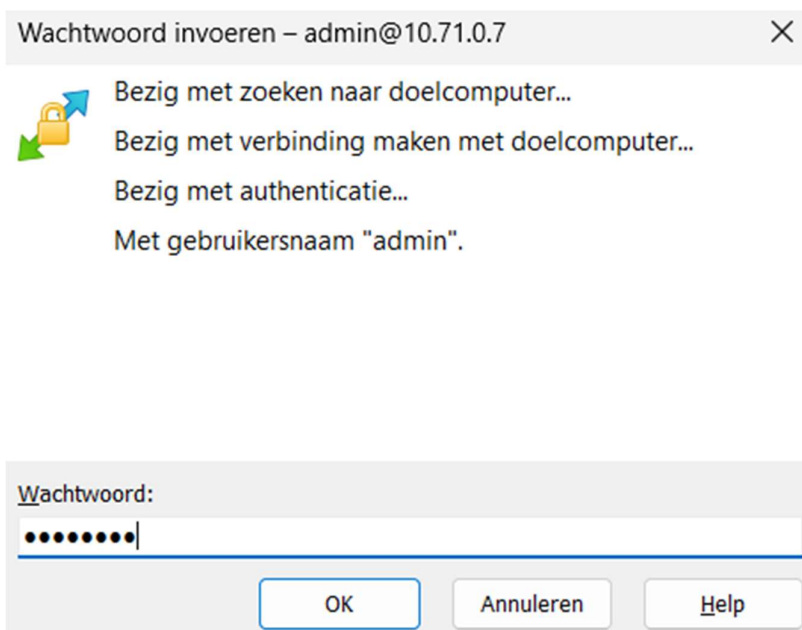 Wachtwoord invoeren – admin@10.71.0.7
Bezig met zoeken naar doelcomputer...
Bezig met verbinding maken met doelcomputer...
Bezig met authenticatie...
Met gebruikersnaam "admin".
Wachtwoord:
••••••••
OK Annuleren Help